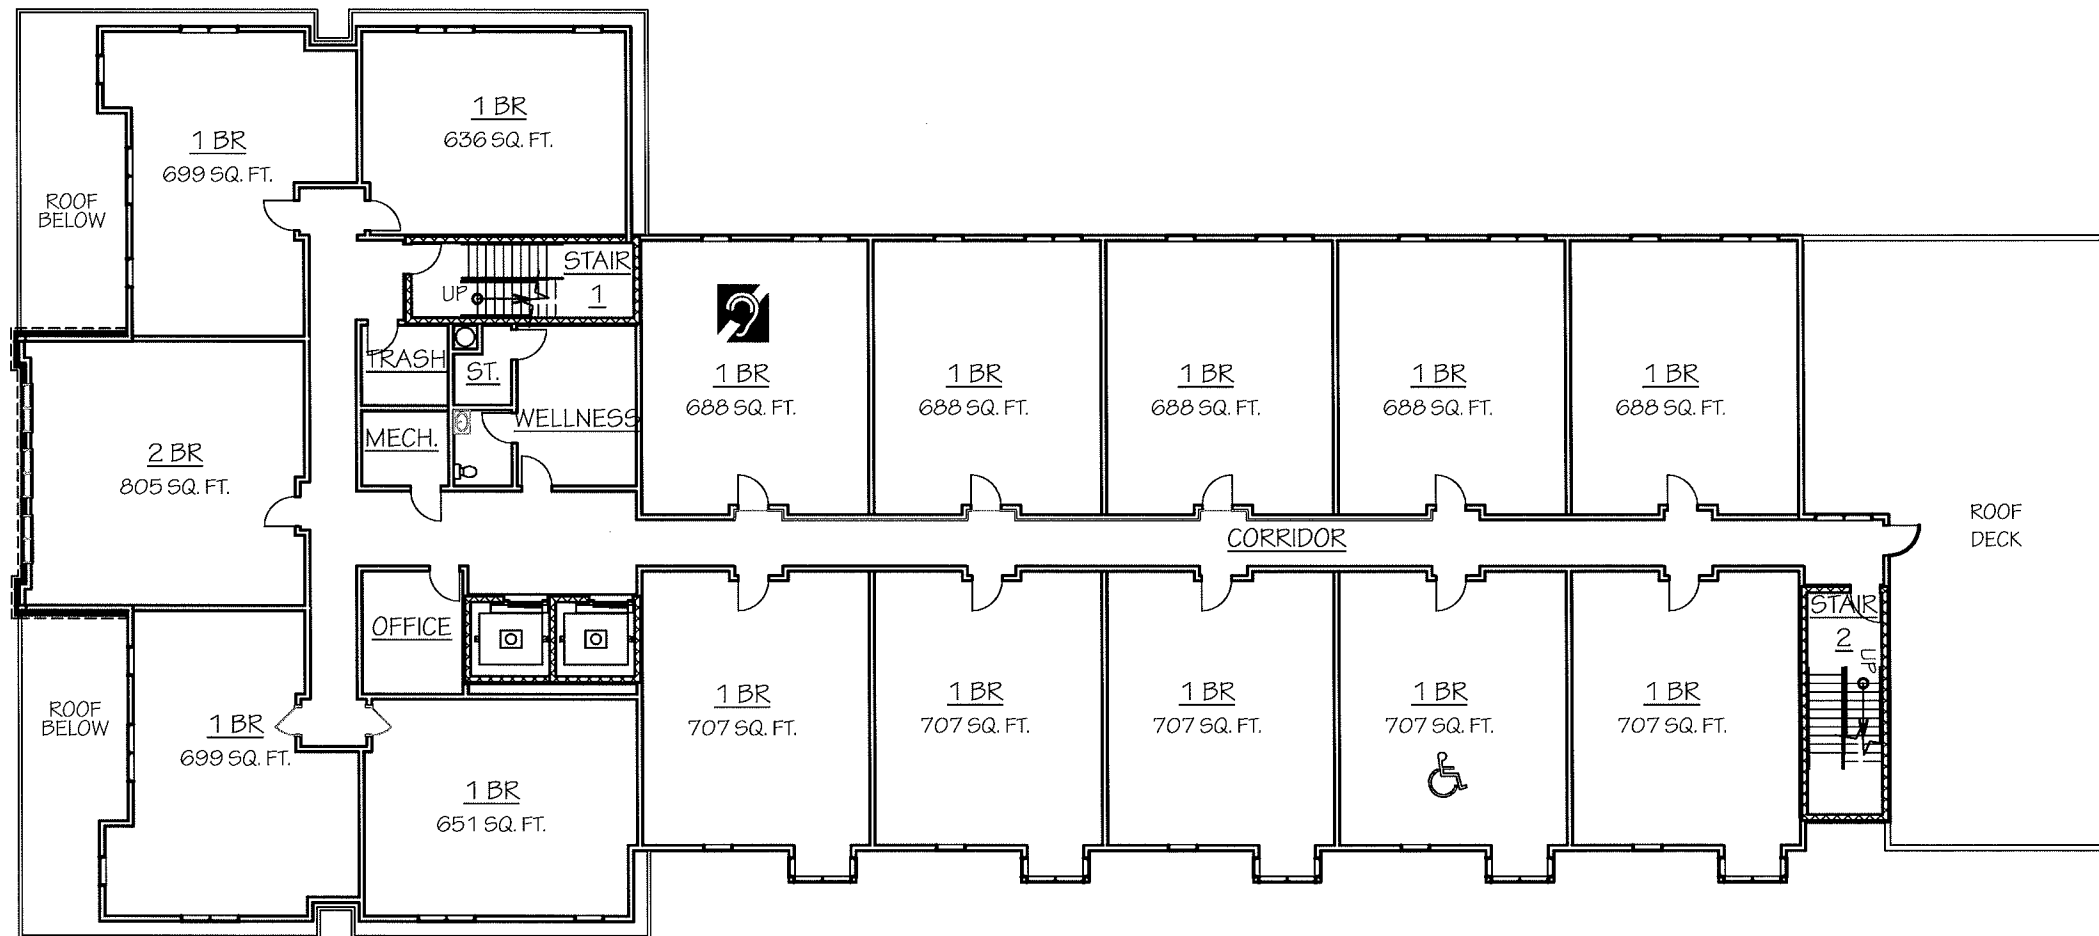 1 BR
636 SQ. FT.
1 BR
699 SQ. FT.
ROOF
BELOW
STAIR
1
UP
TRASH
ST.
WELLNESS
MECH.
2 BR
805 SQ. FT.
1 BR
688 SQ. FT.
1 BR
688 SQ. FT.
1 BR
688 SQ. FT.
1 BR
688 SQ. FT.
1 BR
688 SQ. FT.
CORRIDOR
ROOF
DECK
OFFICE
STAIR
2
UP
ROOF
BELOW
1 BR
699 SQ. FT.
1 BR
651 SQ. FT.
1 BR
707 SQ. FT.
1 BR
707 SQ. FT.
1 BR
707 SQ. FT.
1 BR
707 SQ. FT.
1 BR
707 SQ. FT.